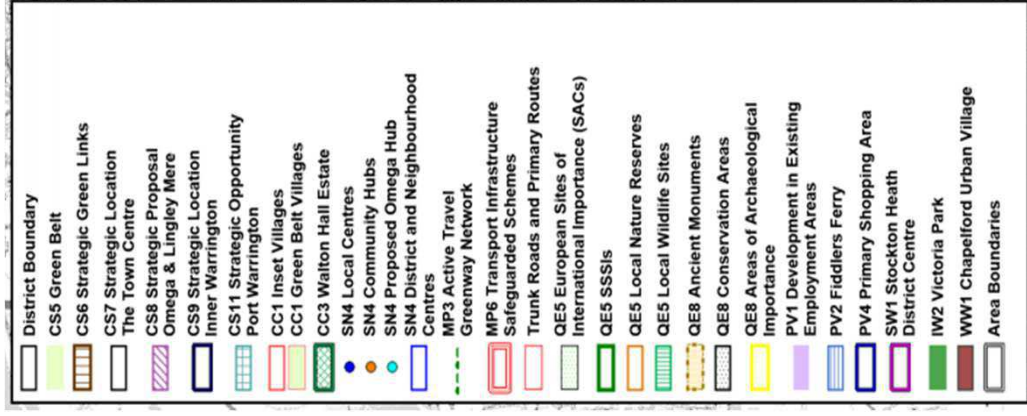 District Boundary
CS5 Green Belt
CS6 Strategic Green Links
CS7 Strategic Location
The Town Centre
CS8 Strategic Proposal
Omega & Lingley Mere
CS9 Strategic Location
Inner Warrington
CS11 Strategic Opportunity
Port Warrington
CC1 Inset Villages
CC1 Green Belt Villages
CC3 Walton Hall Estate
SN4 Local Centres
SN4 Community Hubs
SN4 Proposed Omega Hub
SN4 District and Neighbourhood
Centres
MP3 Active Travel
Greenway Network
MP6 Transport Infrastructure
Safeguarded Schemes
Trunk Roads and Primary Routes
QE5 European Sites of
International Importance (SACs)
QE5 SSSIs
QE5 Local Nature Reserves
QE5 Local Wildlife Sites
QE8 Ancient Monuments
QE8 Conservation Areas
QE8 Areas of Archaeological
Importance
PV1 Development in Existing
Employment Areas
PV2 Fiddlers Ferry
PV4 Primary Shopping Area
SW1 Stockton Heath
District Centre
IW2 Victoria Park
WW1 Chapelford Urban Village
Area Boundaries